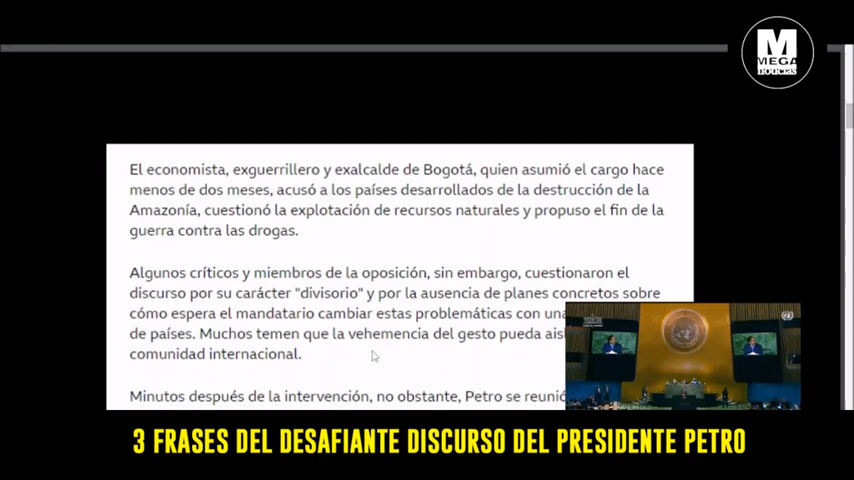 M
MEGA
noticias
El economista, exguerrillero y exalcalde de Bogotá, quien asumió el cargo hace
menos de dos meses, acusó a los países desarrollados de la destrucción de la
Amazonía, cuestionó la explotación de recursos naturales y propuso el fin de la
guerra contra las drogas.
Algunos críticos y miembros de la oposición, sin embargo, cuestionaron el
discurso por su carácter "divisorio" y por la ausencia de planes concretos sobre
cómo espera el mandatario cambiar estas problemáticas con una
de países. Muchos temen que la vehemencia del gesto pueda
comunidad internacional.
Minutos después de la intervención, no obstante, Petro se reunió
3 FRASES DEL DESAFIANTE DISCURSO DEL PRESIDENTE PETRO